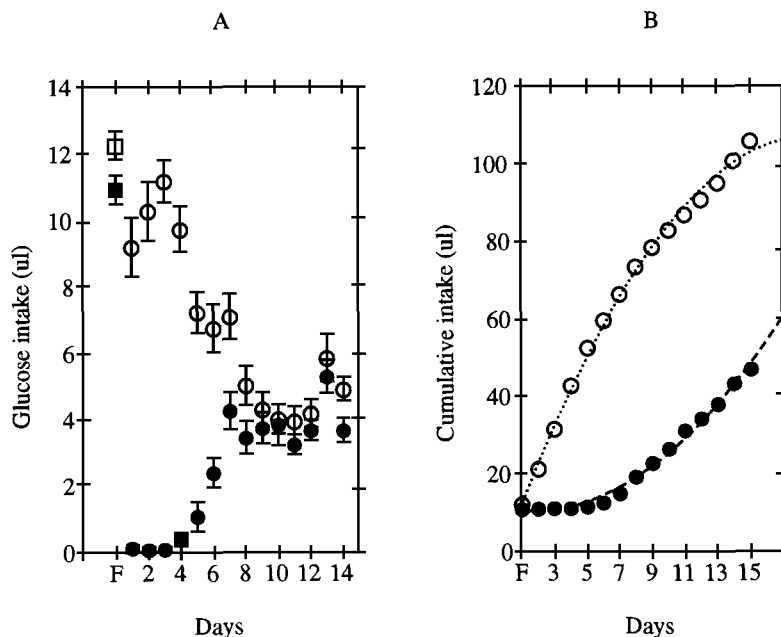 A
B
Glucose intake (ul)
14
12
10
8
6
4
2
0
F 2 4 6 8 10 12 14
Days
Cumulative intake (ul)
120
100
80
60
40
20
0
F 3 5 7 9 11 13 15
Days